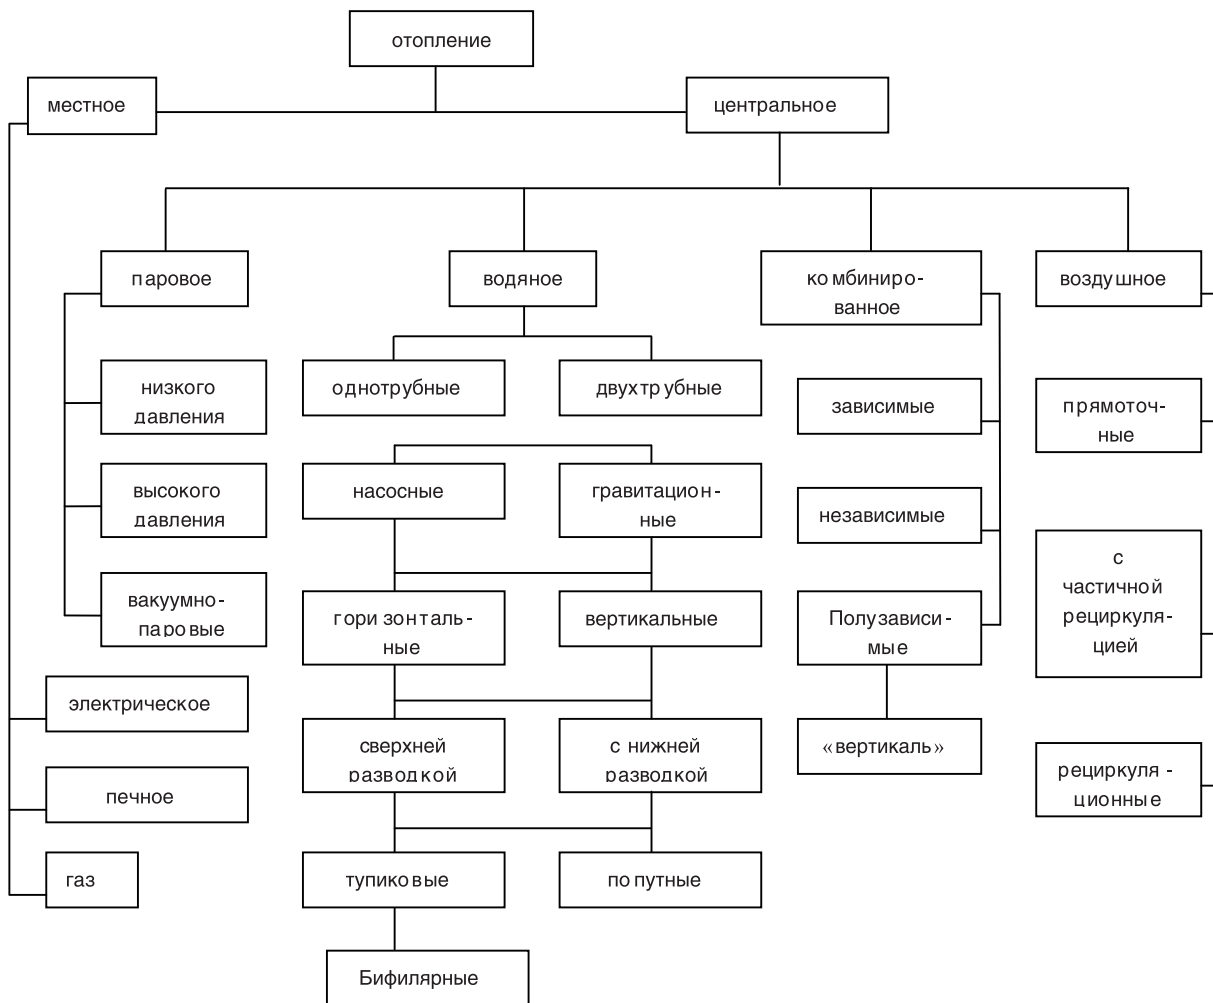 отопление
местное
центральное
паровое
водяное
комбиниро-
ванное
воздушное
низкого
давления
однотрубные
двухтрубные
зависимые
прямоточ-
ные
высокого
давления
насосные
гравитацион-
ные
независимые
с
частичной
рециркуля-
цией
вакуумно-
паровые
горизонталь-
ные
вертикальные
Полузависи-
мые
электрическое
сверхней
разводкой
с нижней
разводкой
«вертикаль»
рециркуля -
ционные
печное
газ
тупиковые
попутные
Бифилярные